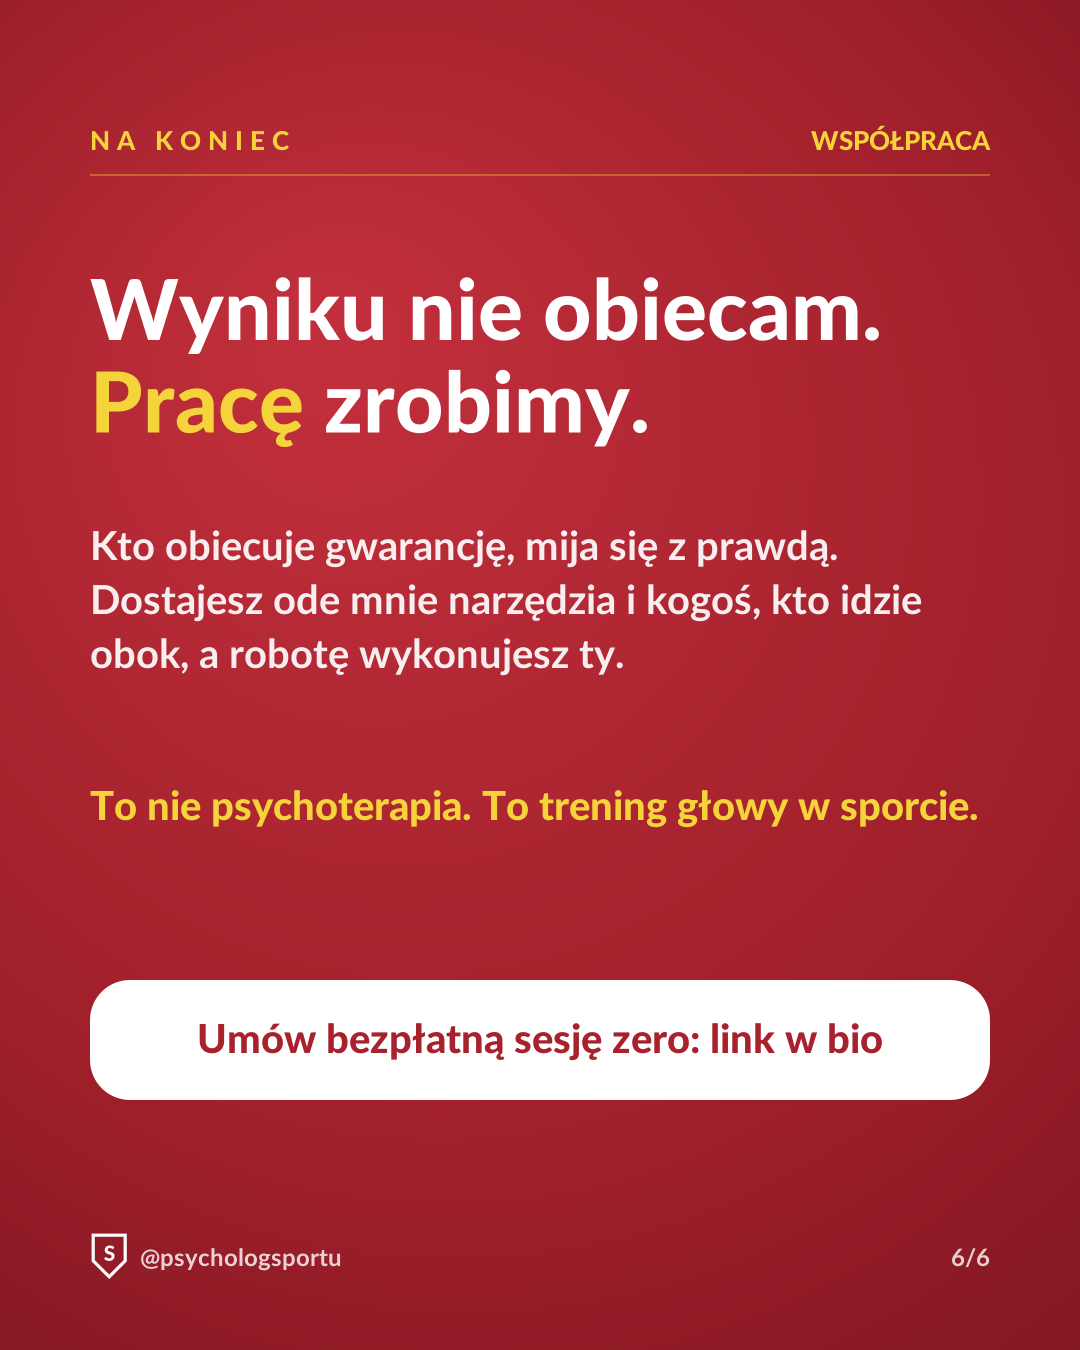 NA KONIEC
WSPÓŁPRACA
Wyniku nie obiecam.
Pracę zrobimy.
Kto obiecuje gwarancję, mija się z prawdą.
Dostajesz ode mnie narzędzia i kogoś, kto idzie
obok, a robotę wykonujesz ty.
To nie psychoterapia. To trening głowy w sporcie.
Umów bezpłatną sesję zero: link w bio
S
@psychologsportu
6/6